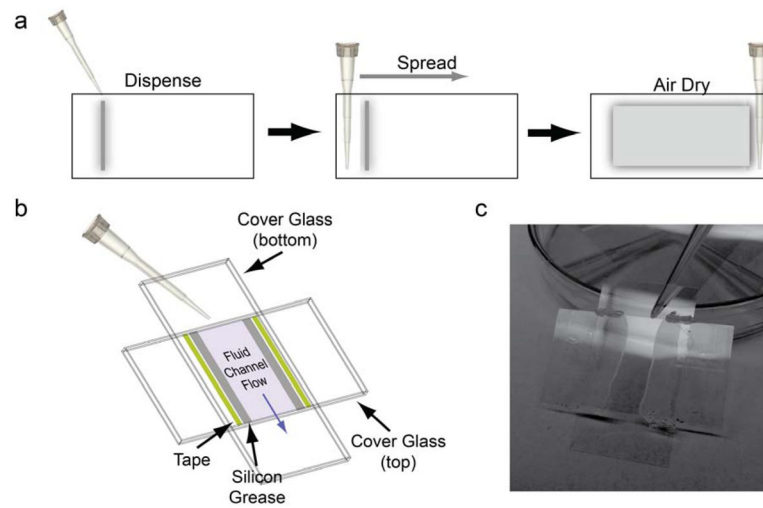 a
Dispense
Spread
Air Dry
b
Cover Glass
(bottom)
Fluid
Channel
Flow
Tape
Silicon
Grease
Cover Glass
(top)
c